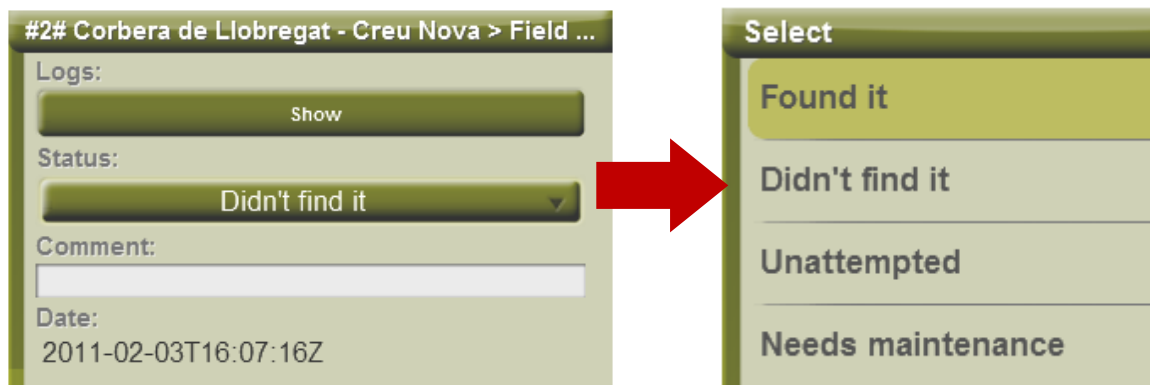 #2# Corbera de Llobregat - Creu Nova > Field ...
Logs:
Show
Status:
Didn't find it
Comment:
Date:
2011-02-03T16:07:16Z
Select
Found it
Didn't find it
Unattempted
Needs maintenance